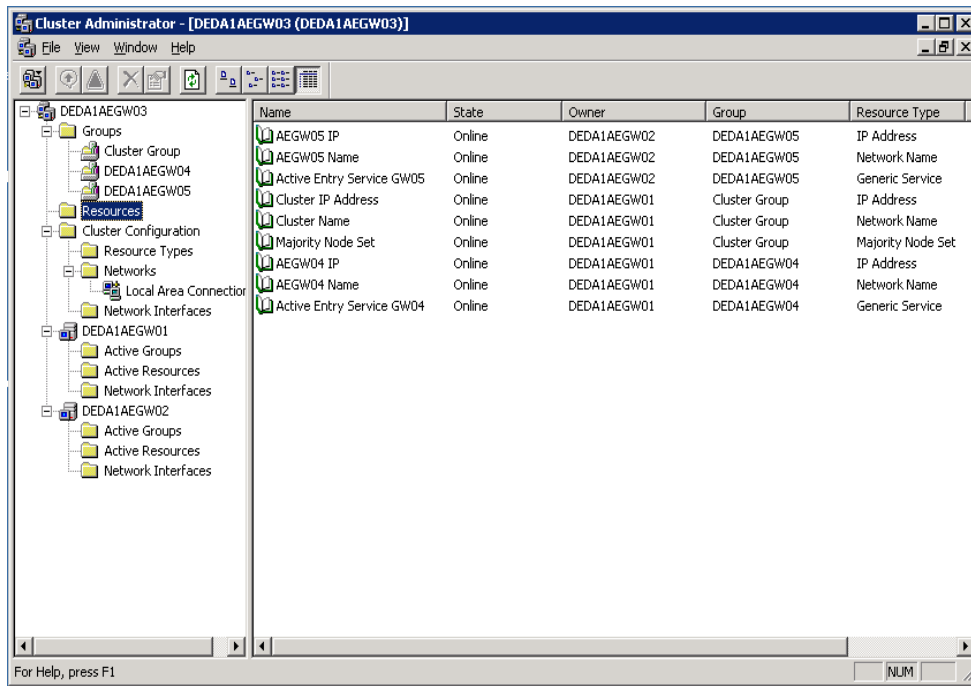 Cluster Administrator - [DEDA1AEGW03 (DEDA1AEGW03)]
File View Window Help
DEDA1AEGW03
Groups
Cluster Group
DEDA1AEGW04
DEDA1AEGW05
Resources
Cluster Configuration
Resource Types
Networks
Local Area Connection
Network Interfaces
DEDA1AEGW01
Active Groups
Active Resources
Network Interfaces
DEDA1AEGW02
Active Groups
Active Resources
Network Interfaces
Name State Owner Group Resource Type
AEGW05 IP Online DEDA1AEGW02 DEDA1AEGW05 IP Address
AEGW05 Name Online DEDA1AEGW02 DEDA1AEGW05 Network Name
Active Entry Service GW05 Online DEDA1AEGW02 DEDA1AEGW05 Generic Service
Cluster IP Address Online DEDA1AEGW01 Cluster Group IP Address
Cluster Name Online DEDA1AEGW01 Cluster Group Network Name
Majority Node Set Online DEDA1AEGW01 Cluster Group Majority Node Set
AEGW04 IP Online DEDA1AEGW01 DEDA1AEGW04 IP Address
AEGW04 Name Online DEDA1AEGW01 DEDA1AEGW04 Network Name
Active Entry Service GW04 Online DEDA1AEGW01 DEDA1AEGW04 Generic Service
For Help, press F1
NUM